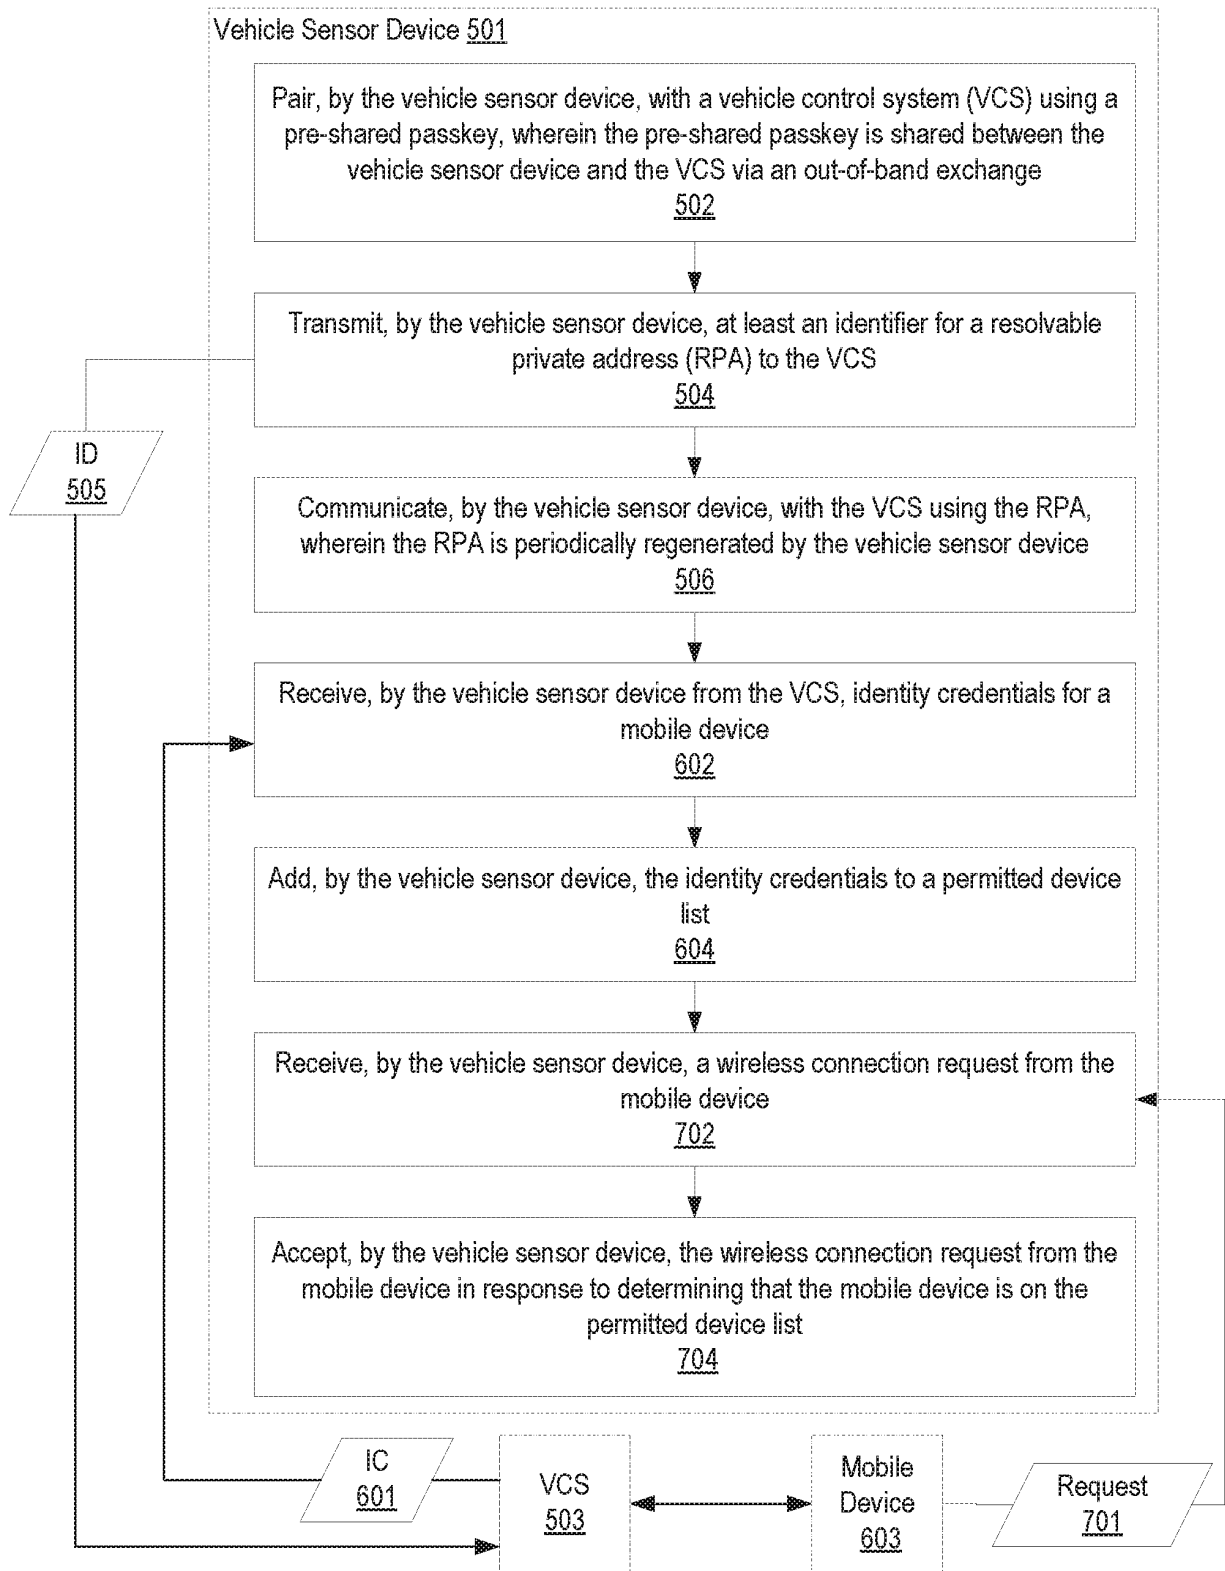 Vehicle Sensor Device 501
Pair, by the vehicle sensor device, with a vehicle control system (VCS) using a
pre-shared passkey, wherein the pre-shared passkey is shared between the
vehicle sensor device and the VCS via an out-of-band exchange
502
Transmit, by the vehicle sensor device, at least an identifier for a resolvable
private address (RPA) to the VCS
504
ID
505
Communicate, by the vehicle sensor device, with the VCS using the RPA,
wherein the RPA is periodically regenerated by the vehicle sensor device
506
Receive, by the vehicle sensor device from the VCS, identity credentials for a
mobile device
602
Add, by the vehicle sensor device, the identity credentials to a permitted device
list
604
Receive, by the vehicle sensor device, a wireless connection request from the
mobile device
702
Accept, by the vehicle sensor device, the wireless connection request from the
mobile device in response to determining that the mobile device is on the
permitted device list
704
IC
601
VCS
503
Mobile
Device
603
Request
701